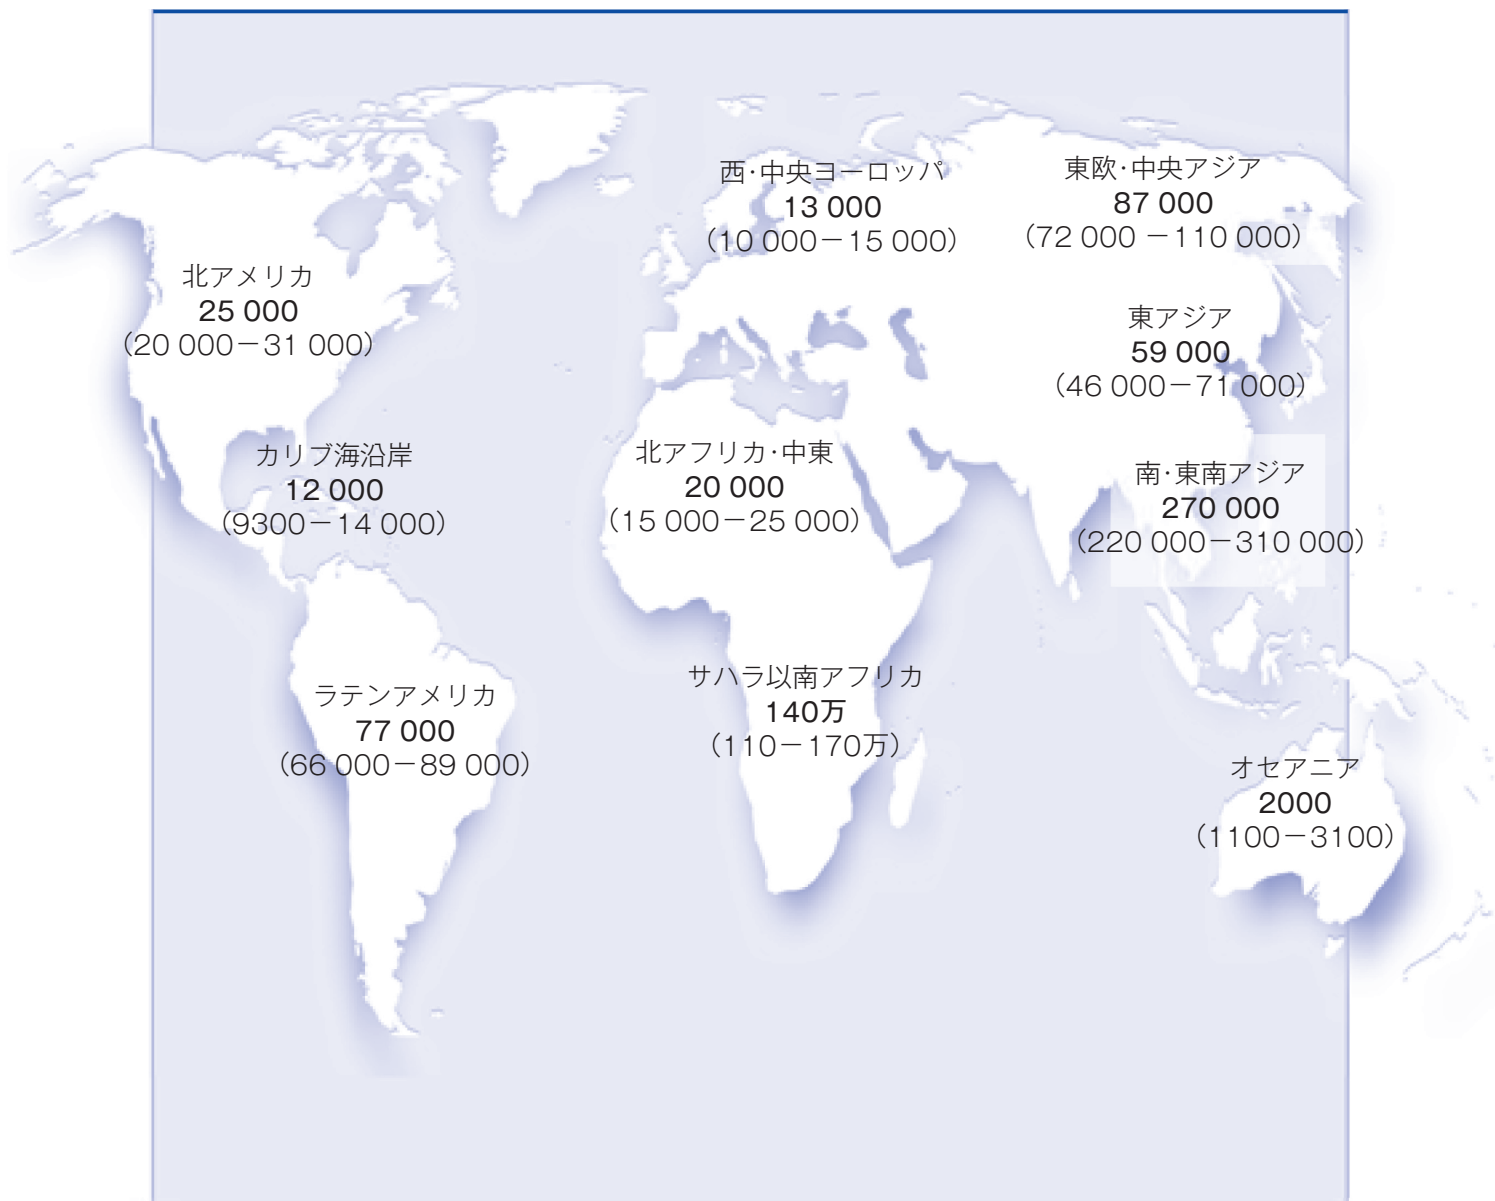 西・中央ヨーロッパ
13 000
（10 000－15 000）
東欧・中央アジア
87 000
（72 000 －110 000）
北アメリカ
25 000
（20 000－31 000）
東アジア
59 000
（46 000－71 000）
カリブ海沿岸
12 000
（9300－14 000）
北アフリカ・中東
20 000
（15 000－25 000）
南・東南アジア
270 000
（220 000－310 000）
ラテンアメリカ
77 000
（66 000－89 000）
サハラ以南アフリカ
140万
（110－170万）
オセアニア
2000
（1100－3100）